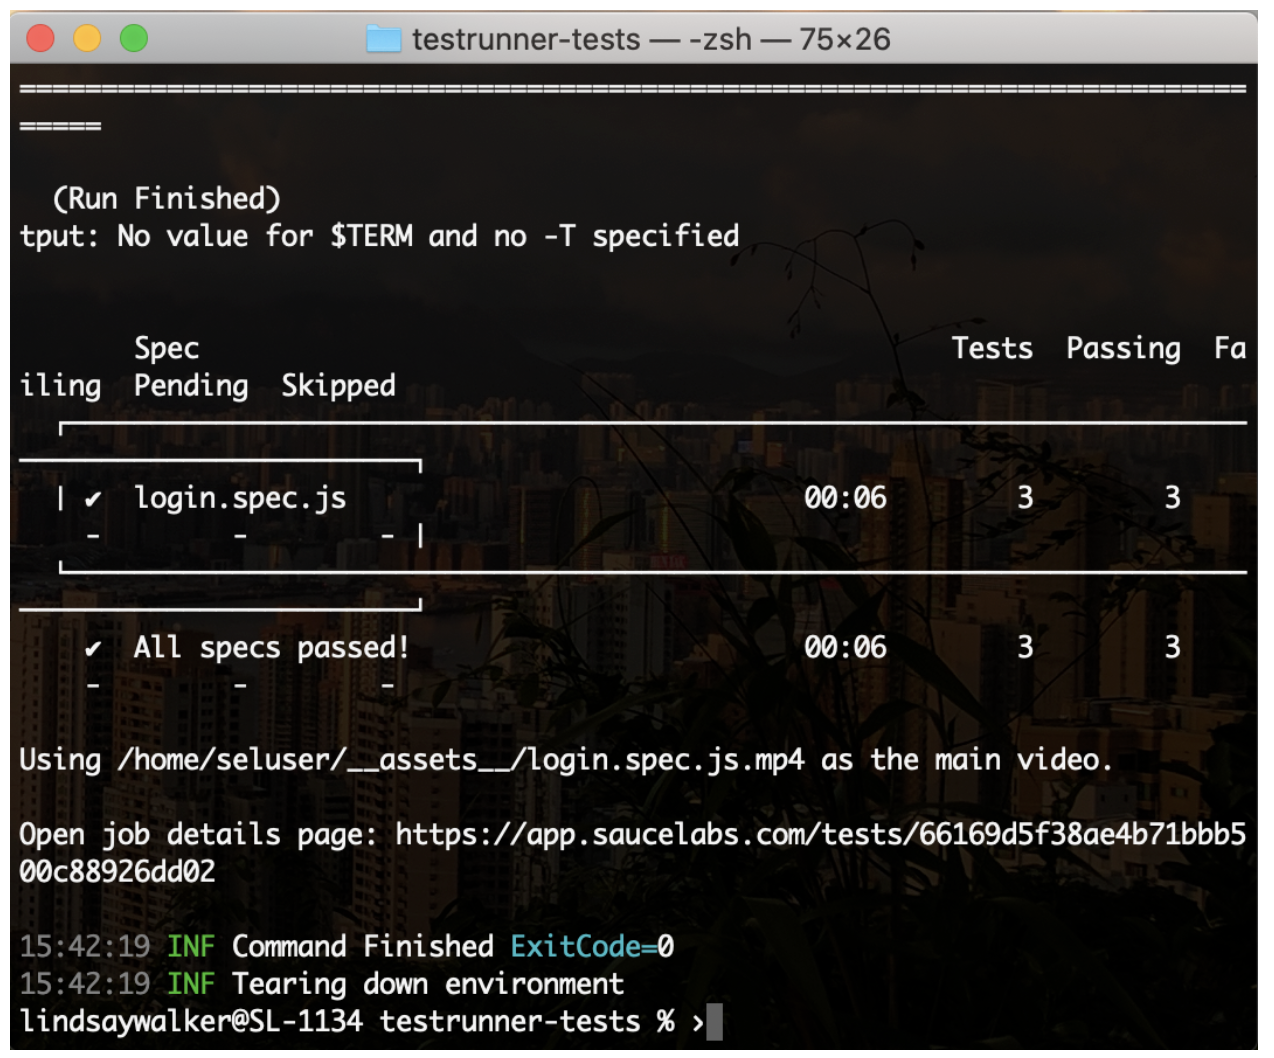 testrunner-tests — -zsh — 75×26
===========================================================================
=====
(Run Finished)
tput: No value for $TERM and no -T specified
Spec Tests Passing Fa
iling Pending Skipped
┌────────────────────────────────────────────────────────────────────────
────────────────────────┐
│ ✔ login.spec.js 00:06 3 3
- - - │
└────────────────────────────────────────────────────────────────────────
────────────────────────┘
✔ All specs passed! 00:06 3 3
- - -
Using /home/seluser/__assets__/login.spec.js.mp4 as the main video.
Open job details page: https://app.saucelabs.com/tests/66169d5f38ae4b71bbb5
00c88926dd02
15:42:19 INF Command Finished ExitCode=0
15:42:19 INF Tearing down environment
lindsaywalker@SL-1134 testrunner-tests % ›